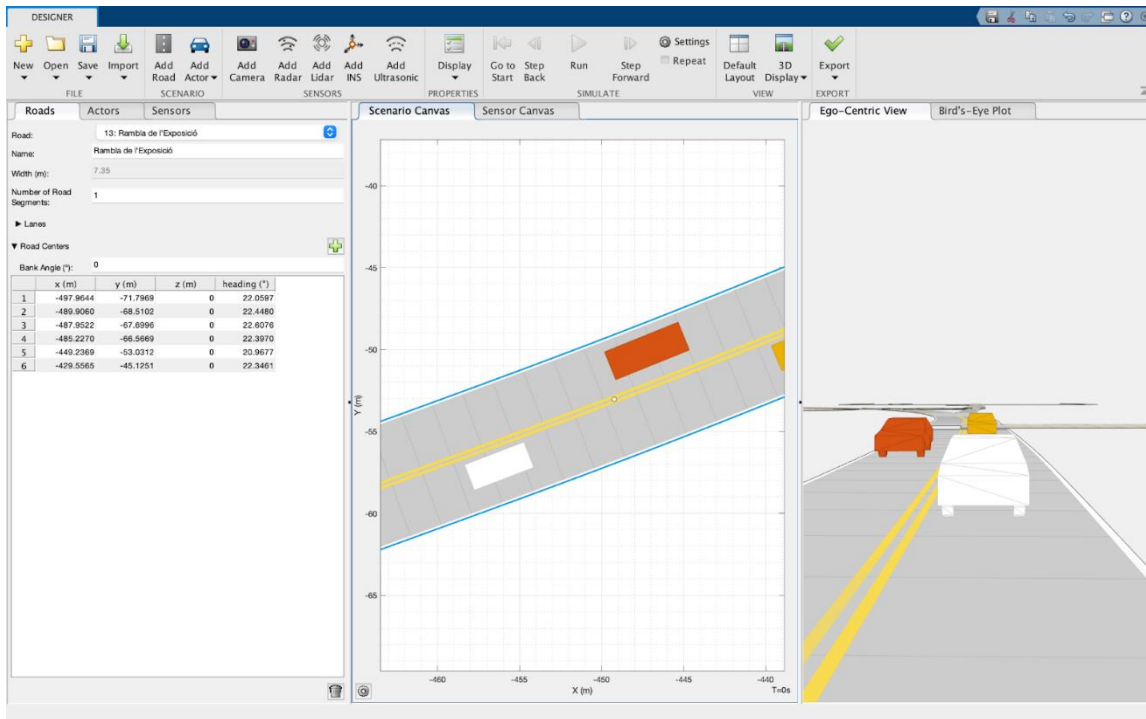 DESIGNER
New Open Save Import Add Road Add Actor Add Camera Add Radar Add Lidar Add INS Add Ultrasonic Display Go to Start Step Back Run Step Forward Settings Repeat Default Layout 3D Display Export
FILE SCENARIO SENSORS PROPERTIES SIMULATE VIEW EXPORT
Roads Actors Sensors
Road: 13: Rambla de l'Exposició
Name: Rambla de l'Exposició
Width (m): 7.35
Number of Road Segments: 1
Lanes
Road Centers
Bank Angle (°): 0
x (m) y (m) z (m) heading (°)
1 -497.9644 -71.7969 0 22.0597
2 -489.9060 -68.5102 0 22.4480
3 -487.9522 -67.6996 0 22.6076
4 -485.2270 -66.5669 0 22.3970
5 -449.2369 -53.0312 0 20.9677
6 -429.5565 -45.1251 0 22.3461
Scenario Canvas Sensor Canvas
-40
-45
-50
-55
-60
-65
Y (m)
-460 -455 -450 -445 -440
X (m)
T=0s
Ego-Centric View Bird's-Eye Plot